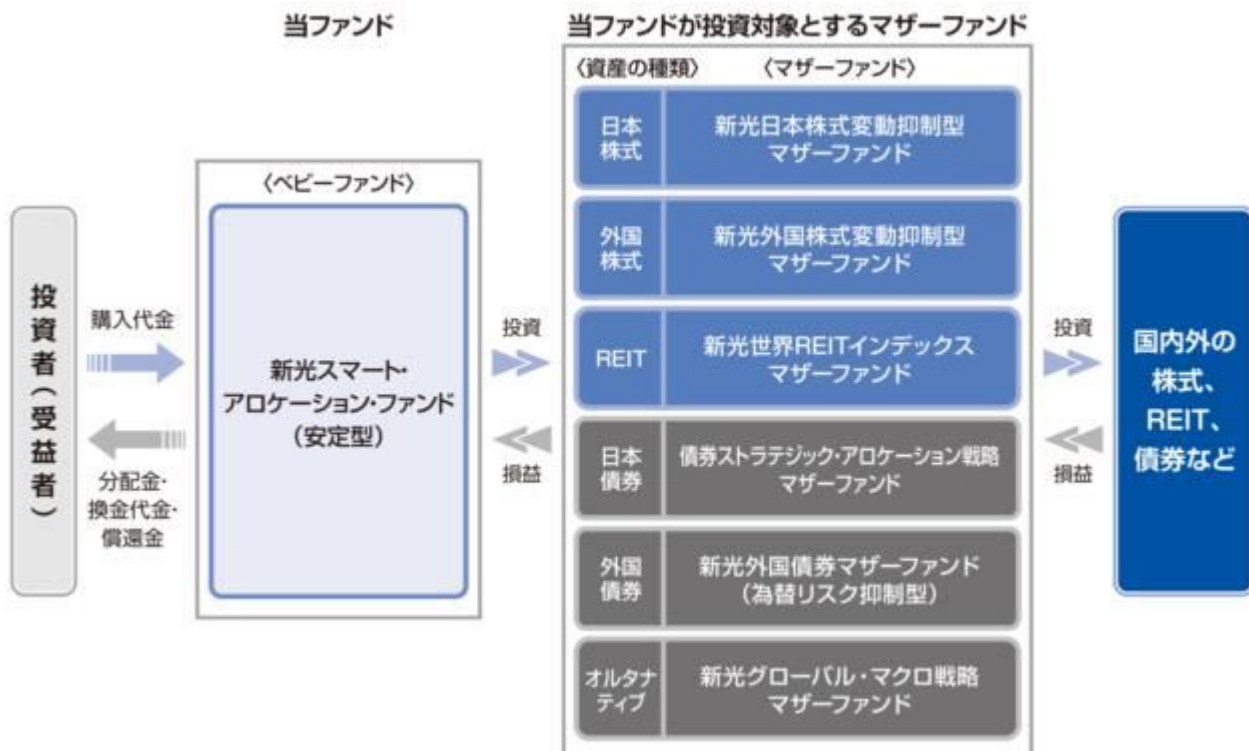 当ファンド
当ファンドが投資対象とするマザーファンド
投資者(受益者)
購入代金
分配金・
換金代金・
償還金
〈ベビーファンド〉
新光スマート・
アロケーション・ファンド
(安定型)
投資
損益
〈資産の種類〉
〈マザーファンド〉
日本
株式
新光日本株式変動抑制型
マザーファンド
外国
株式
新光外国株式変動抑制型
マザーファンド
REIT
新光世界REITインデックス
マザーファンド
日本
債券
債券ストラテジック・アロケーション戦略
マザーファンド
外国
債券
新光外国債券マザーファンド
(為替リスク抑制型)
オルタナ
ティブ
新光グローバル・マクロ戦略
マザーファンド
投資
損益
国内外の
株式、
REIT、
債券など